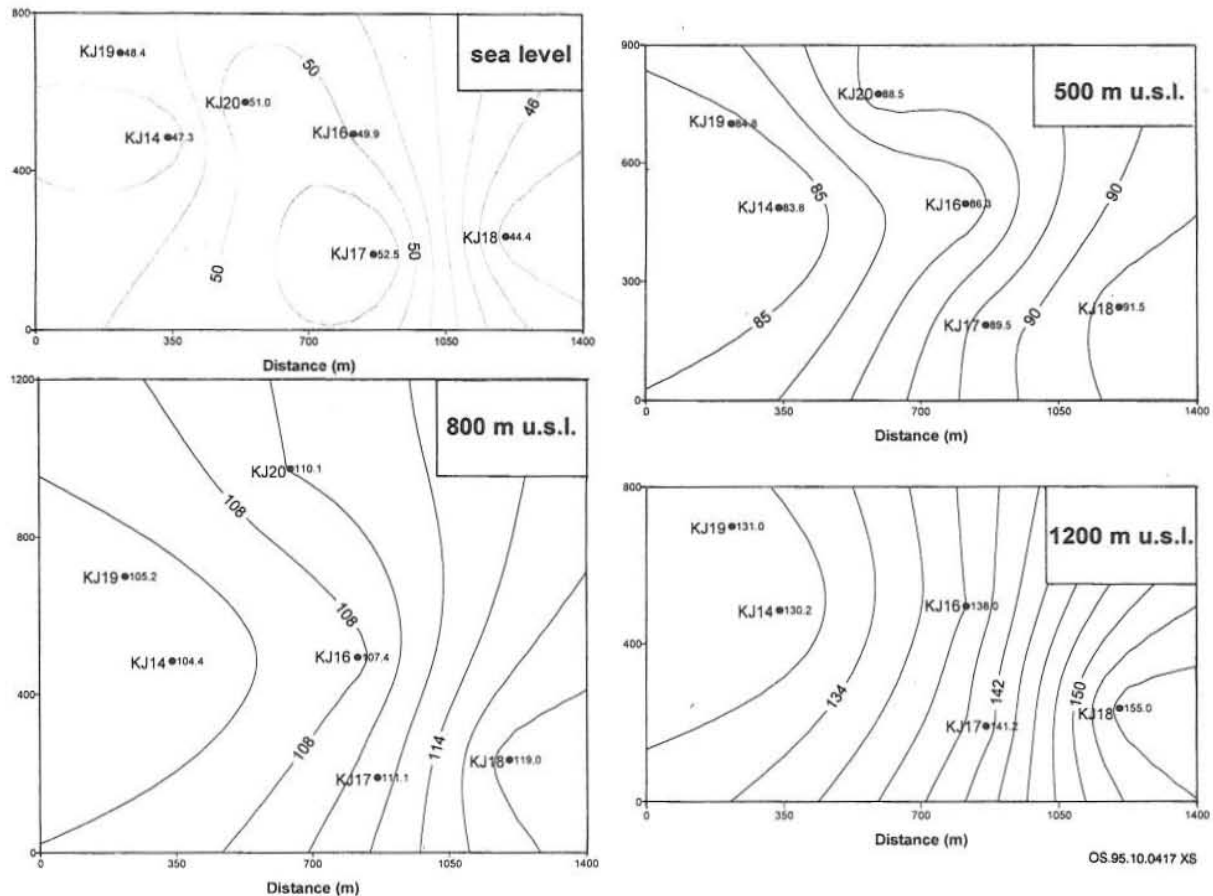 800
400
0
0 350 700 1050 1400
Distance (m)
sea level
KJ19 48.4
KJ20 51.0
KJ14 47.3
KJ16 49.9
KJ17 52.5
KJ18 44.4
50
46
50
50
900
600
300
0
0 350 700 1050 1400
Distance (m)
500 m u.s.l.
KJ20 88.5
KJ19 84.8
KJ14 83.8
KJ16 86.3
KJ17 89.5
KJ18 91.5
85
90
85
90
1200
800
400
0
0 350 700 1050 1400
Distance (m)
800 m u.s.l.
KJ20 110.1
KJ19 105.2
KJ14 104.4
KJ16 107.4
KJ17 111.1
KJ18 119.0
108
108
108
114
800
400
0
0 350 700 1050 1400
Distance (m)
1200 m u.s.l.
KJ19 131.0
KJ14 130.2
KJ16 138.0
KJ17 141.2
KJ18 155.0
134
142
150
OS.95.10.0417 XS